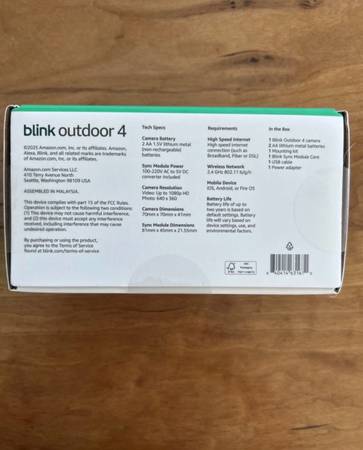 blink outdoor 4
©2025 Amazon.com, Inc. or its affiliates. Amazon,
Alexa, Blink, and all related marks are trademarks
of Amazon.com, Inc. or its affiliates.
Amazon.com Services LLC
410 Terry Avenue North
Seattle, Washington 98109 USA
ASSEMBLED IN MALAYSIA.
This device complies with part 15 of the FCC Rules.
Operation is subject to the following two conditions:
(1) This device may not cause harmful interference,
and (2) this device must accept any interference
received, including interference that may cause
undesired operation.
By purchasing or using the product,
you agree to the Terms of Service
found at blink.com/terms-of-service
Tech Specs
Camera Battery
2 AA 1.5V lithium metal
(non-rechargeable)
batteries
Sync Module Power
100-220V AC to 5V DC
converter included
Camera Resolution
Video: Up to 1080p HD
Photo: 640 x 360
Camera Dimensions
70mm x 70mm x 41mm
Sync Module Dimensions
61mm x 45mm x 21.55mm
Requirements
High Speed Internet
High speed internet
connection (such as
Broadband, Fiber or DSL)
Wireless Network
2.4 GHz 802.11 b/g/n
Mobile Device
iOS, Android, or Fire OS
Battery Life
Battery life of up to
two years is based on
default settings. Battery
life will vary based on
device settings, use, and
environmental factors.
In the Box
1 Blink Outdoor 4 camera
2 AA lithium metal batteries
1 Mounting kit
1 Blink Sync Module Core
1 USB cable
1 Power adapter
FSC
MIX
Packaging